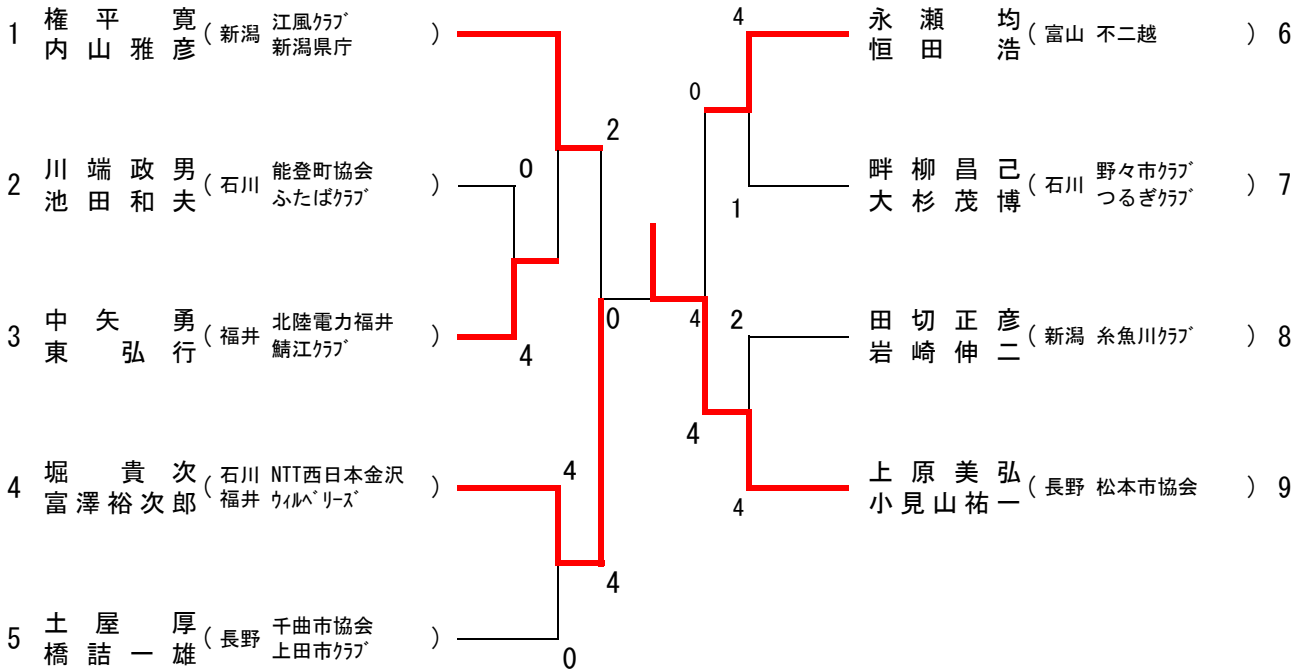 1 権平寛 内山雅彦 (新潟 江風ｸﾗﾌﾞ 新潟県庁)
2 川端政男 池田和夫 (石川 能登町協会 ふたばｸﾗﾌﾞ)
3 中矢勇 東弘行 (福井 北陸電力福井 鯖江ｸﾗﾌﾞ)
4 堀貴次 富澤裕次郎 (石川 福井 NTT西日本金沢 ｳｨﾙﾍﾞﾘｰｽﾞ)
5 土屋厚 橋詰一雄 (長野 千曲市協会 上田市ｸﾗﾌﾞ)
2
0
4
4
4
0
0
4
4
0
1
2
4
4
永瀬均 恒田浩 (富山 不二越) 6
畔柳昌己 大杉茂博 (石川 野々市ｸﾗﾌﾞ つるぎｸﾗﾌﾞ) 7
田切正彦 岩崎伸二 (新潟 糸魚川ｸﾗﾌﾞ) 8
上原美弘 小見山祐一 (長野 松本市協会) 9